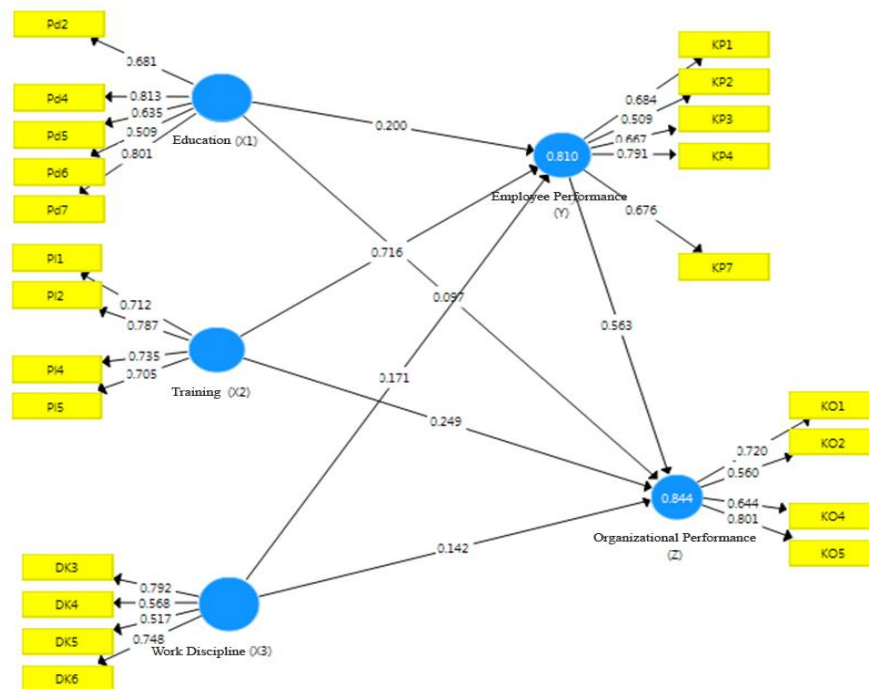 Pd2
0.681
Pd4
0.813
0.635
Pd5
0.509
Pd6
0.801
Pd7
Education (X1)
0.200
KP1
KP2
KP3
KP4
0.684
0.509
0.667
0.791
0.810
Employee Performance
(Y)
0.676
KP7
PI1
PI2
0.712
0.787
PI4
0.735
0.705
PI5
Training (X2)
0.716
0.097
0.171
0.249
0.563
KO1
KO2
0.720
0.560
0.844
0.644
KO4
0.801
KO5
Organizational Performance
(Z)
0.142
DK3
0.792
DK4
0.568
0.517
DK5
0.748
DK6
Work Discipline (X3)